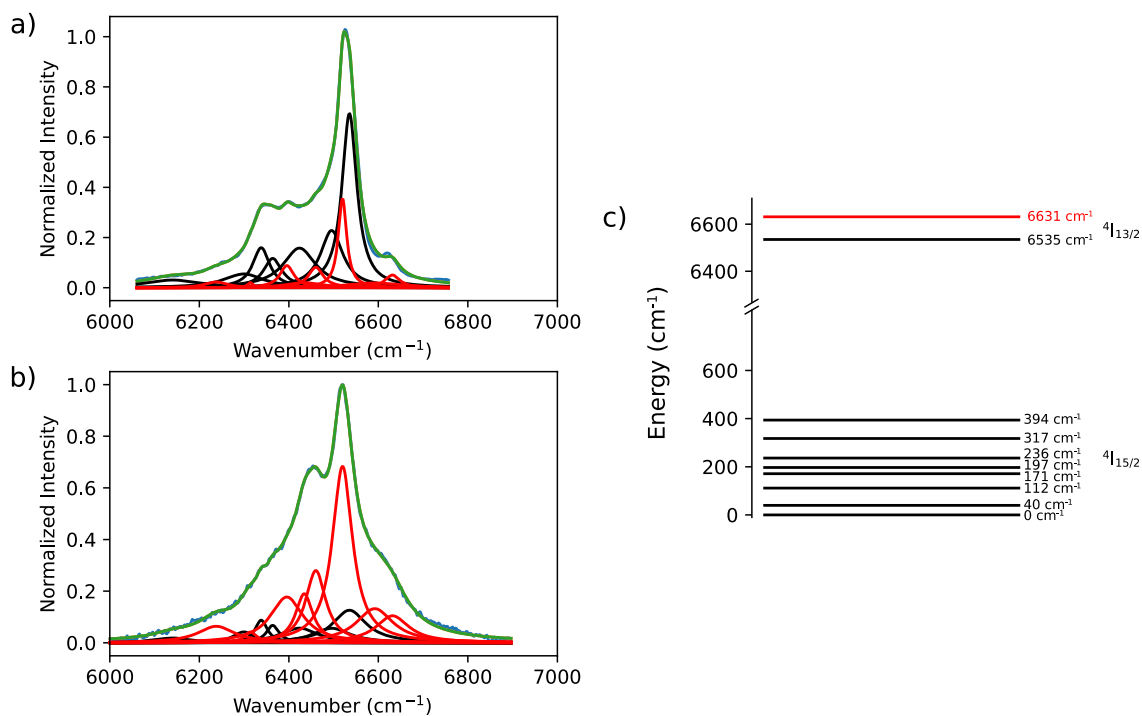 a)
Normalized Intensity
1.0
0.8
0.6
0.4
0.2
0.0
6000 6200 6400 6600 6800 7000
Wavenumber (cm⁻¹)
b)
Normalized Intensity
1.0
0.8
0.6
0.4
0.2
0.0
6000 6200 6400 6600 6800 7000
Wavenumber (cm⁻¹)
c)
Energy (cm⁻¹)
6600
6400
600
400
200
0
6631 cm⁻¹
⁴I₁₃/₂
6535 cm⁻¹
394 cm⁻¹
317 cm⁻¹
236 cm⁻¹
⁴I₁₅/₂
197 cm⁻¹
171 cm⁻¹
112 cm⁻¹
40 cm⁻¹
0 cm⁻¹